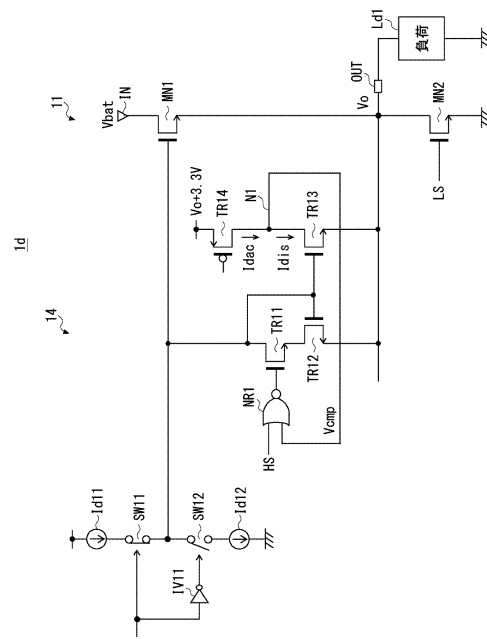 1d
11
14
Vbat
IN
MN1
Vo+3.3V
TR14
N1
Idac
Idis
TR13
TR11
TR12
NR1
HS
Vcmp
Id11
SW11
SW12
Id12
IV11
Vo
OUT
Ld1
負荷
MN2
LS